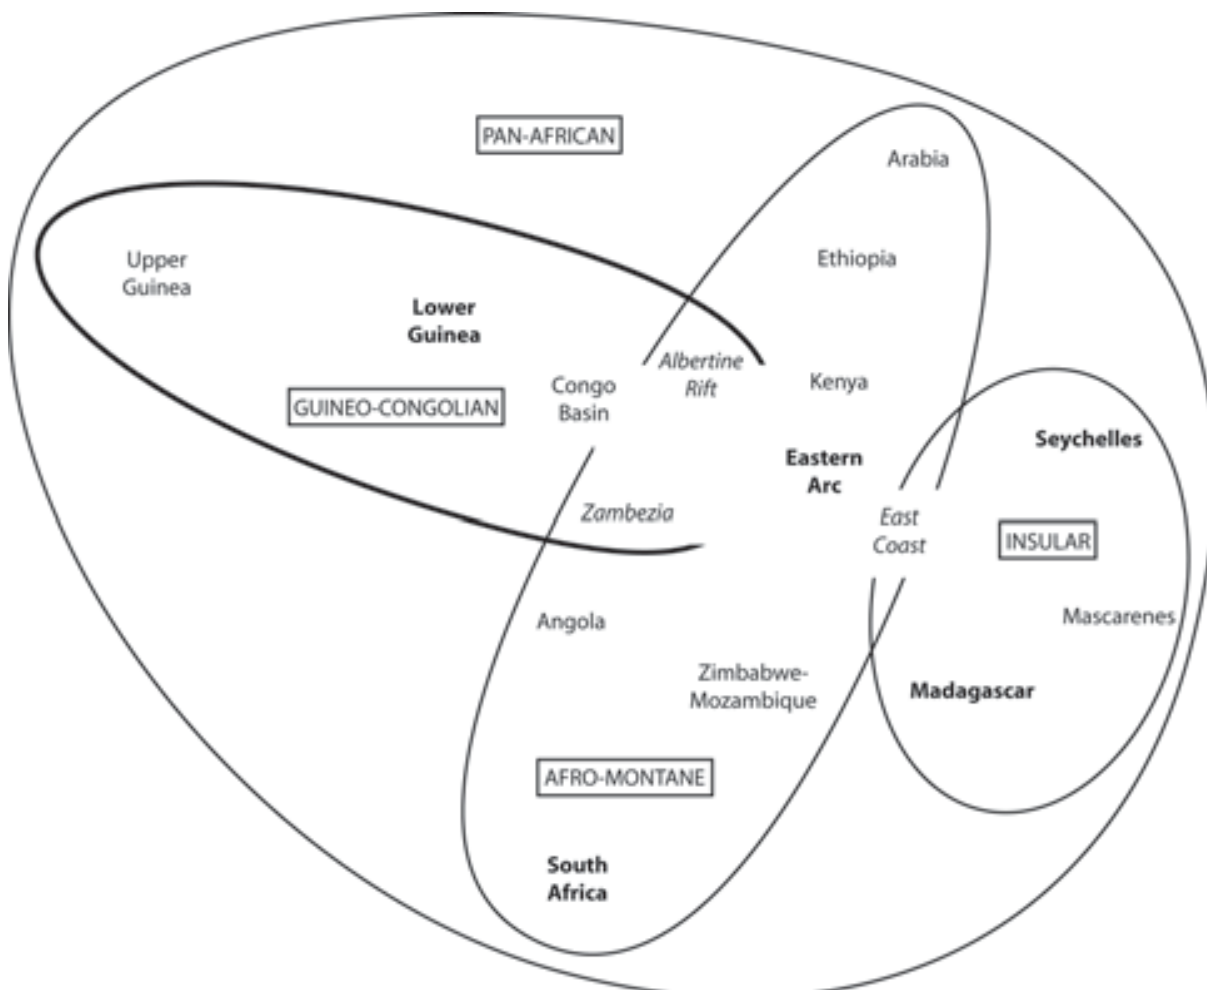 PAN-AFRICAN
Arabia
Upper
Guinea
Ethiopia
Lower
Guinea
Albertine
Rift
Congo
Basin
Kenya
GUINEO-CONGOLIAN
Seychelles
Eastern
Arc
Zambezia
East
Coast
INSULAR
Angola
Mascarenes
Zimbabwe-
Mozambique
Madagascar
AFRO-MONTANE
South
Africa